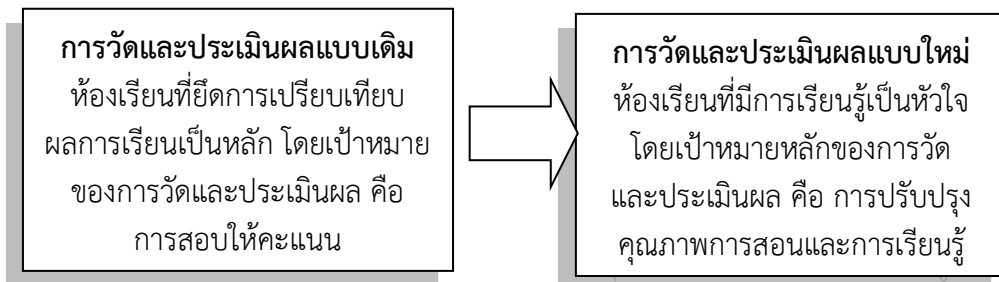 การวัดและประเมินผลแบบเดิม
ห้องเรียนที่ยึดการเปรียบเทียบ
ผลการเรียนเป็นหลัก โดยเป้าหมาย
ของการวัดและประเมินผล คือ
การสอบให้คะแนน
การวัดและประเมินผลแบบใหม่
ห้องเรียนที่มีการเรียนรู้เป็นหัวใจ
โดยเป้าหมายหลักของการวัด
และประเมินผล คือ การปรับปรุง
คุณภาพการสอนและการเรียนรู้